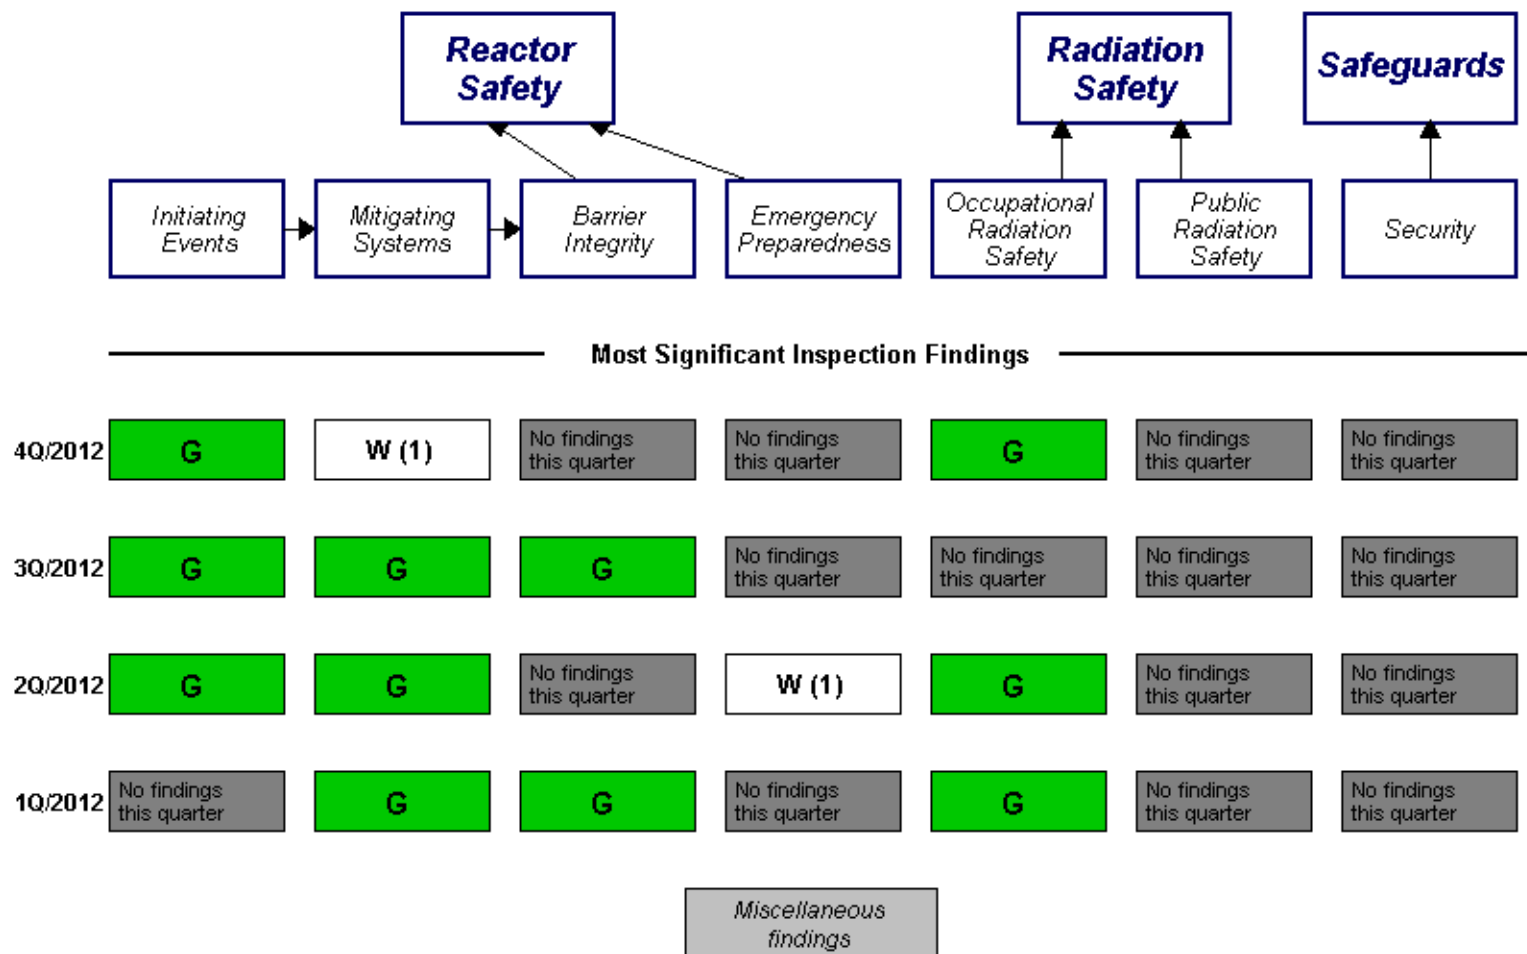 Reactor
Safety
Radiation
Safety
Safeguards
Initiating
Events
Mitigating
Systems
Barrier
Integrity
Emergency
Preparedness
Occupational
Radiation
Safety
Public
Radiation
Safety
Security
Most Significant Inspection Findings
4Q/2012
G
W (1)
No findings
this quarter
No findings
this quarter
G
No findings
this quarter
No findings
this quarter
3Q/2012
G
G
G
No findings
this quarter
No findings
this quarter
No findings
this quarter
No findings
this quarter
2Q/2012
G
G
No findings
this quarter
W (1)
G
No findings
this quarter
No findings
this quarter
1Q/2012
No findings
this quarter
G
G
No findings
this quarter
G
No findings
this quarter
No findings
this quarter
Miscellaneous
findings